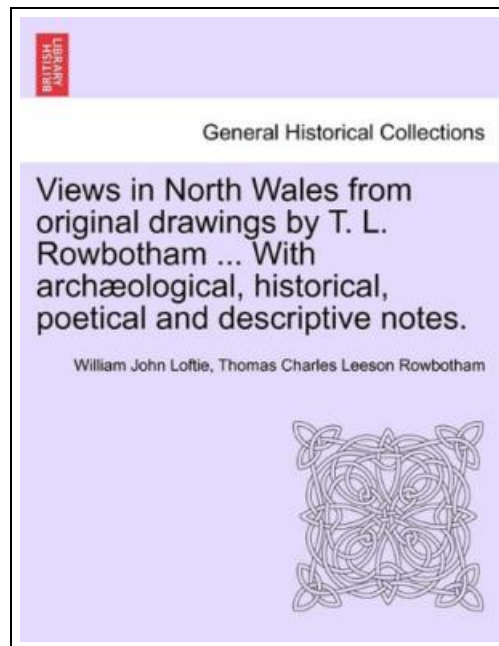 BRITISH
LIBRARY
General Historical Collections
Views in North Wales from
original drawings by T. L.
Rowbotham ... With
archæological, historical,
poetical and descriptive notes.
William John Loftie, Thomas Charles Leeson Rowbotham